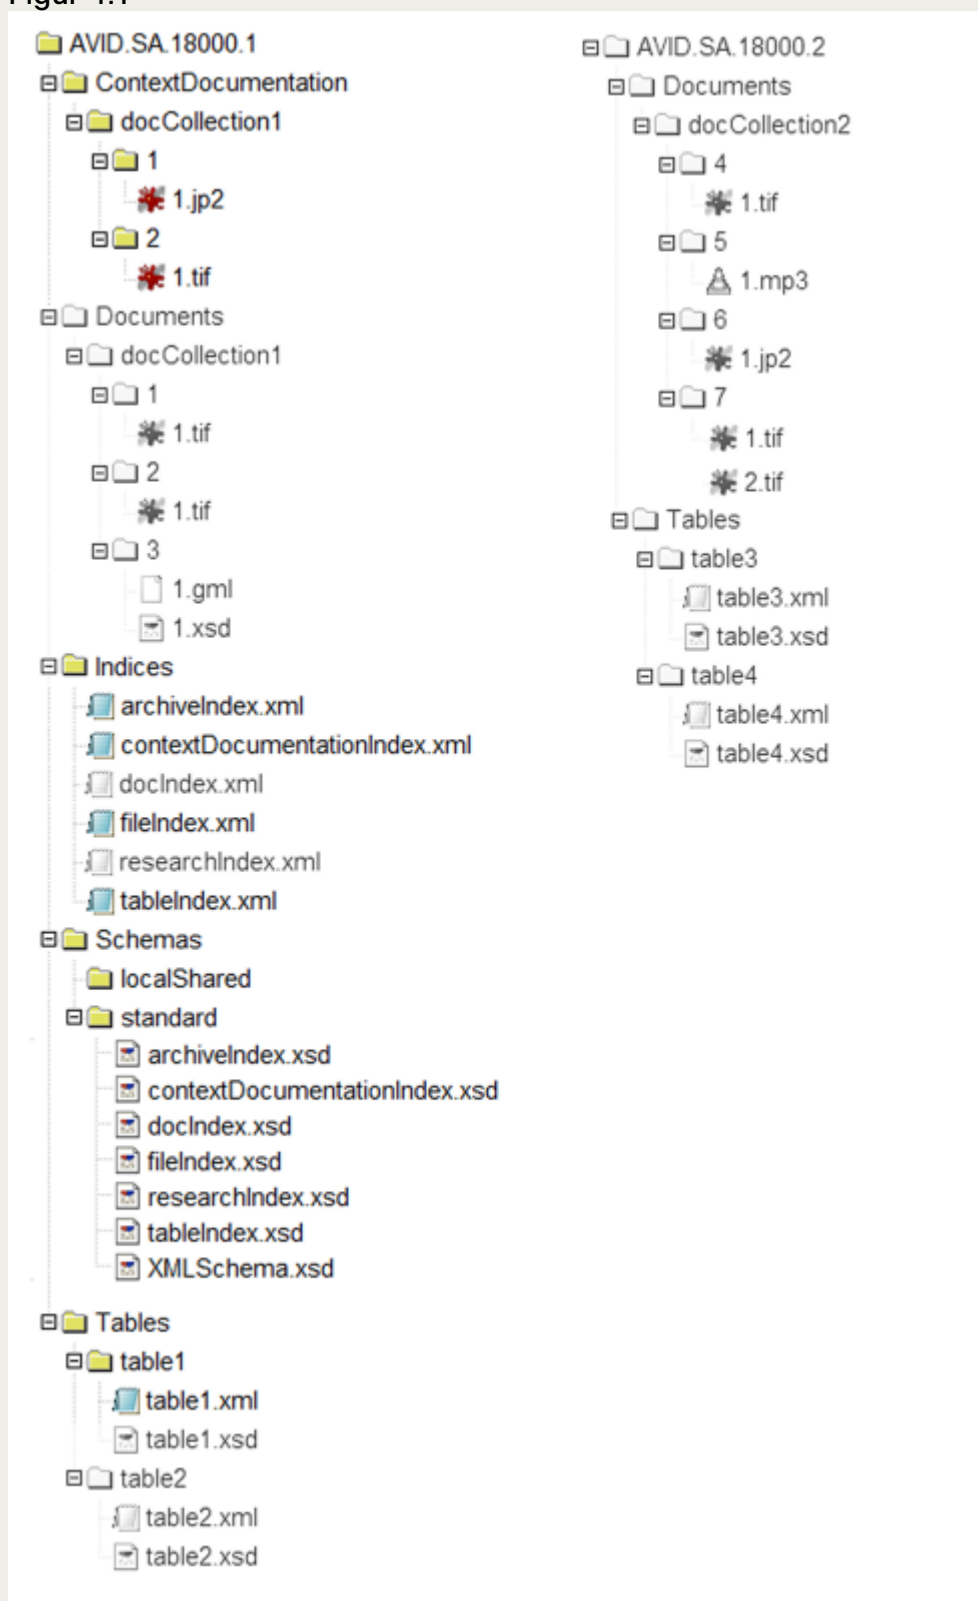 Figur 4.1
AVID.SA.18000.1
ContextDocumentation
docCollection1
1
1.jp2
2
1.tif
Documents
docCollection1
1
1.tif
2
1.tif
3
1.gml
1.xsd
Indices
archiveIndex.xml
contextDocumentationIndex.xml
docIndex.xml
fileIndex.xml
researchIndex.xml
tableIndex.xml
Schemas
localShared
standard
archiveIndex.xsd
contextDocumentationIndex.xsd
docIndex.xsd
fileIndex.xsd
researchIndex.xsd
tableIndex.xsd
XMLSchema.xsd
Tables
table1
table1.xml
table1.xsd
table2
table2.xml
table2.xsd
AVID.SA.18000.2
Documents
docCollection2
4
1.tif
5
1.mp3
6
1.jp2
7
1.tif
2.tif
Tables
table3
table3.xml
table3.xsd
table4
table4.xml
table4.xsd